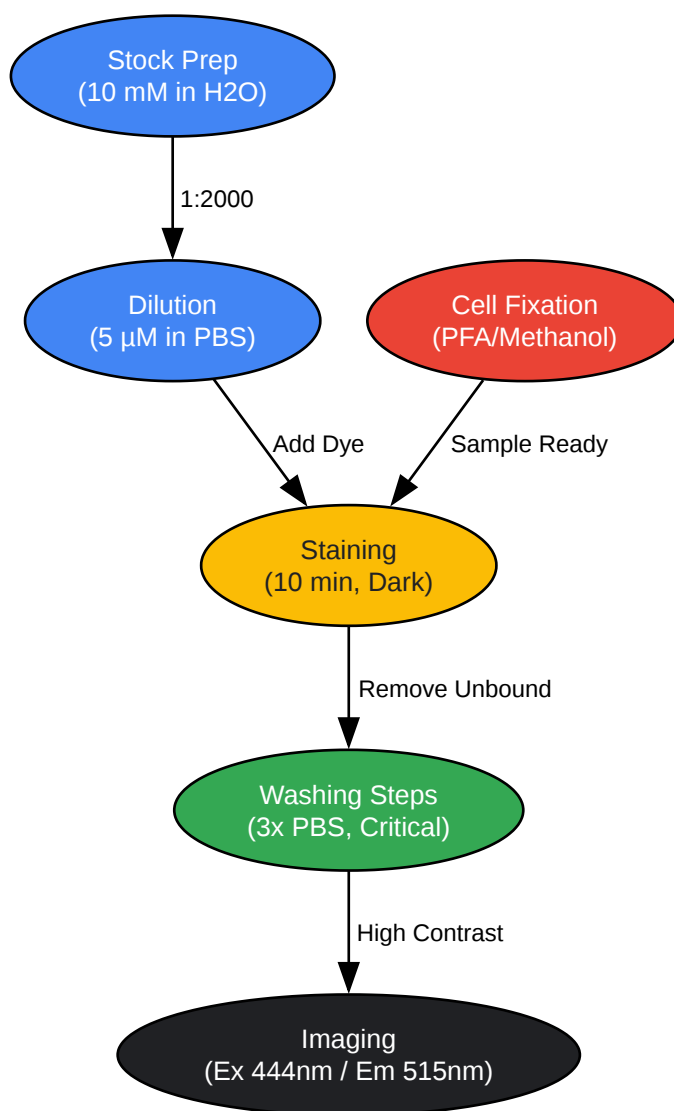 Stock Prep
(10 mM in H2O)
1:2000
Dilution
(5 µM in PBS)
Cell Fixation
(PFA/Methanol)
Add Dye
Sample Ready
Staining
(10 min, Dark)
Remove Unbound
Washing Steps
(3x PBS, Critical)
High Contrast
Imaging
(Ex 444nm / Em 515nm)